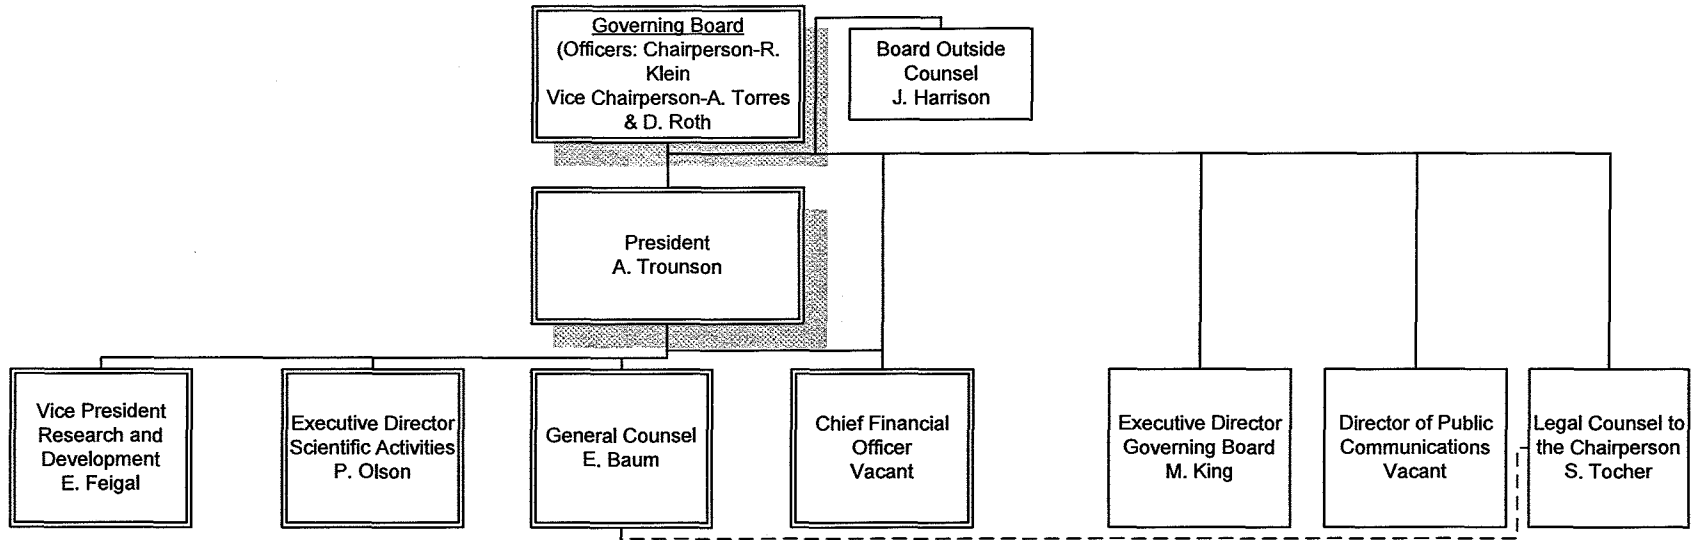 Governing Board
(Officers: Chairperson-R.
Klein
Vice Chairperson-A. Torres
& D. Roth
Board Outside
Counsel
J. Harrison
President
A. Trounson
Vice President
Research and
Development
E. Feigal
Executive Director
Scientific Activities
P. Olson
General Counsel
E. Baum
Chief Financial
Officer
Vacant
Executive Director
Governing Board
M. King
Director of Public
Communications
Vacant
Legal Counsel to
the Chairperson
S. Tocher